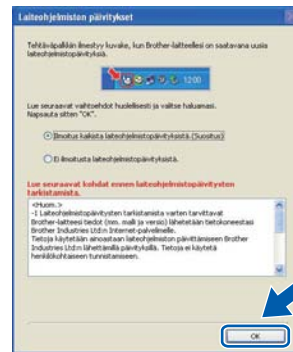 Laiteohjelmiston päivitykset
Tehtäväpalkkiin ilmestyy kuvake, kun Brother-laitteellesi on saatavana uusia
laiteohjelmistopäivityksiä.
12:00
Lue seuraavat vaihtoehdot huolellisesti ja valitse haluamasi.
Napsauta sitten "OK".
Ilmoitus kaikista laiteohjelmistopäivityksistä.(Suositus)
Ei ilmoitusta laiteohjelmistopäivityksistä.
Lue seuraavat kohdat ennen laiteohjelmistopäivitysten
tarkistamista.
<Huom.>
-1 Laiteohjelmistopäivitysten tarkistamista varten tarvittavat
Brother-laitteesi tiedot (mm. malli ja versio) lähetetään tietokoneestasi
Brother Industries Ltd:n Internet-palvelimelle.
Tietoja käytetään ainoastaan laiteohjelmiston päivittämiseen Brother
Industries Ltd:n lähettämillä päivityksillä. Tietoja ei käytetä
henkilökohtaiseen tunnistamiseen.
OK